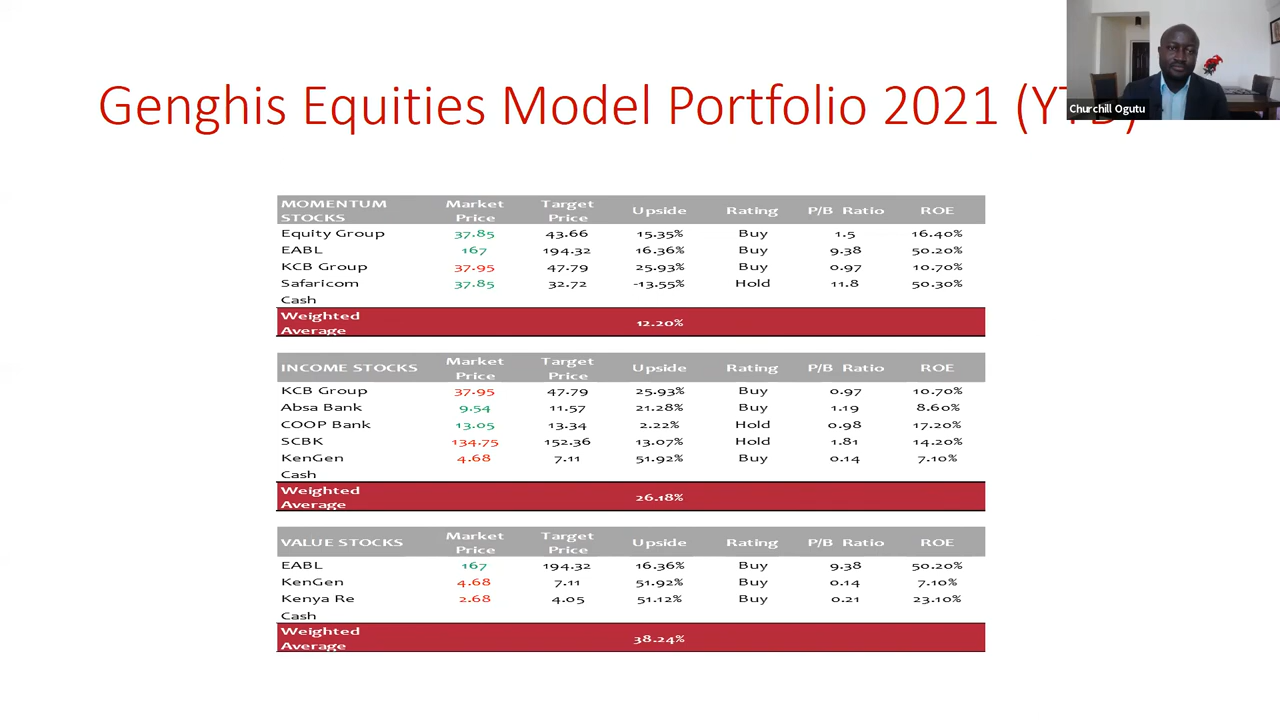 Genghis Equities Model Portfolio 2021 (YTD)
Churchill Ogutu
MOMENTUM STOCKS Market Price Target Price Upside Rating P/B Ratio ROE
Equity Group 37.85 43.66 15.35% Buy 1.5 16.40%
EABL 167 194.32 16.36% Buy 9.38 50.20%
KCB Group 37.95 47.79 25.93% Buy 0.97 10.70%
Safaricom 37.85 32.72 -13.55% Hold 11.8 50.30%
Cash
Weighted Average 12.20%
INCOME STOCKS Market Price Target Price Upside Rating P/B Ratio ROE
KCB Group 37.95 47.79 25.93% Buy 0.97 10.70%
Absa Bank 9.54 11.57 21.28% Buy 1.19 8.60%
COOP Bank 13.05 13.34 2.22% Hold 0.98 17.20%
SCBK 134.75 152.36 13.07% Hold 1.81 14.20%
KenGen 4.68 7.11 51.92% Buy 0.14 7.10%
Cash
Weighted Average 26.18%
VALUE STOCKS Market Price Target Price Upside Rating P/B Ratio ROE
EABL 167 194.32 16.36% Buy 9.38 50.20%
KenGen 4.68 7.11 51.92% Buy 0.14 7.10%
Kenya Re 2.68 4.05 51.12% Buy 0.21 23.10%
Cash
Weighted Average 38.24%